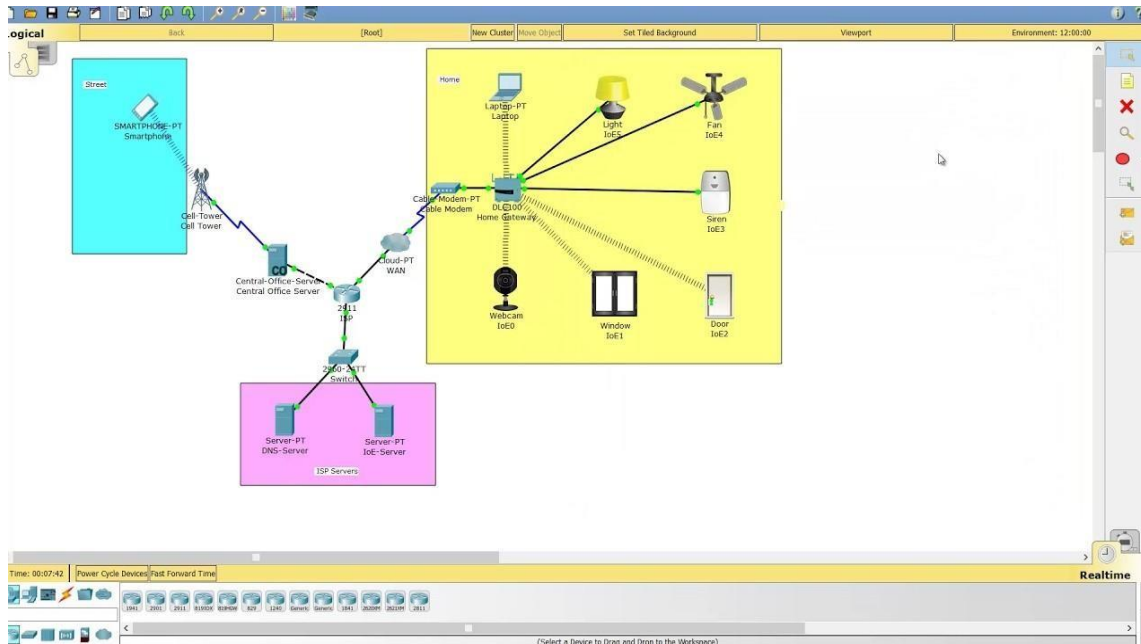 Logical
Back
[Root]
New Cluster
Move Object
Set Tiled Background
Viewport
Environment: 12:00:00
Street
SMARTPHONE-PT
Smartphone
Cell-Tower
Cell Tower
Central-Office-Server
Central Office Server
2911
ISP
Cloud-PT
WAN
Cable-Modem-PT
Cable Modem
Home
Laptop-PT
Laptop
Light
IoE5
Fan
IoE4
DLC100
Home Gateway
Siren
IoE3
Webcam
IoE0
Window
IoE1
Door
IoE2
2960-24TT
Switch
Server-PT
DNS-Server
Server-PT
IoE-Server
ISP Servers
Time: 00:07:42
Power Cycle Devices
Fast Forward Time
Realtime
1941
2901
2911
819IOX
819HGW
829
1240
Generic
Generic
1841
2620XM
2621XM
2811
(Select a Device to Drag and Drop to the Workspace)